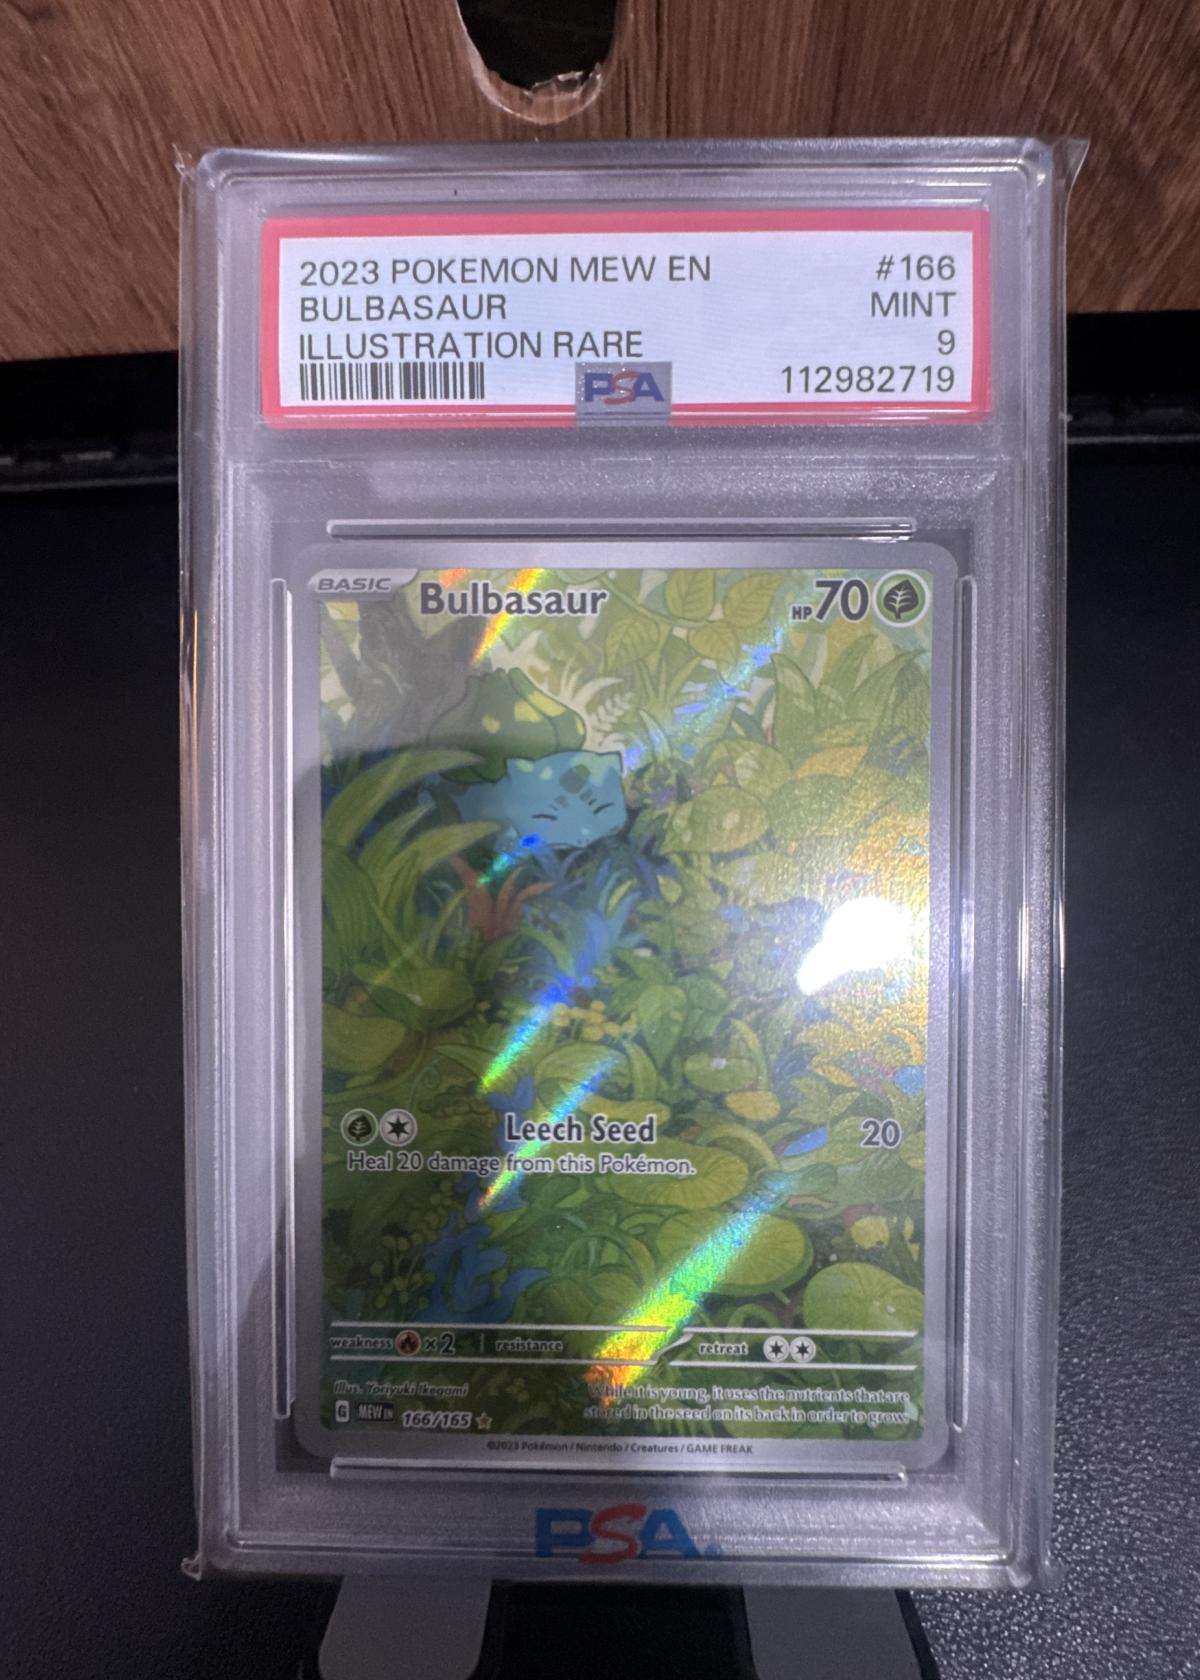 2023 POKEMON MEW EN #166
BULBASAUR MINT
ILLUSTRATION RARE 9
PSA 112982719
BASIC Bulbasaur HP 70
Leech Seed 20
Heal 20 damage from this Pokémon.
weakness ×2 resistance retreat
Illus. Yoriyuki Ikegami
While it is young, it uses the nutrients that are
stored in the seed on its back in order to grow.
G MEW EN 166/165
©2023 Pokémon / Nintendo / Creatures / GAME FREAK
PSA